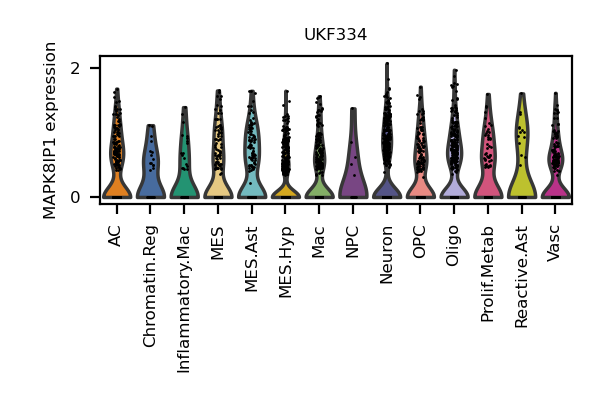 UKF334
MAPK8IP1 expression
2
0
AC
Chromatin.Reg
Inflammatory.Mac
MES
MES.Ast
MES.Hyp
Mac
NPC
Neuron
OPC
Oligo
Prolif.Metab
Reactive.Ast
Vasc